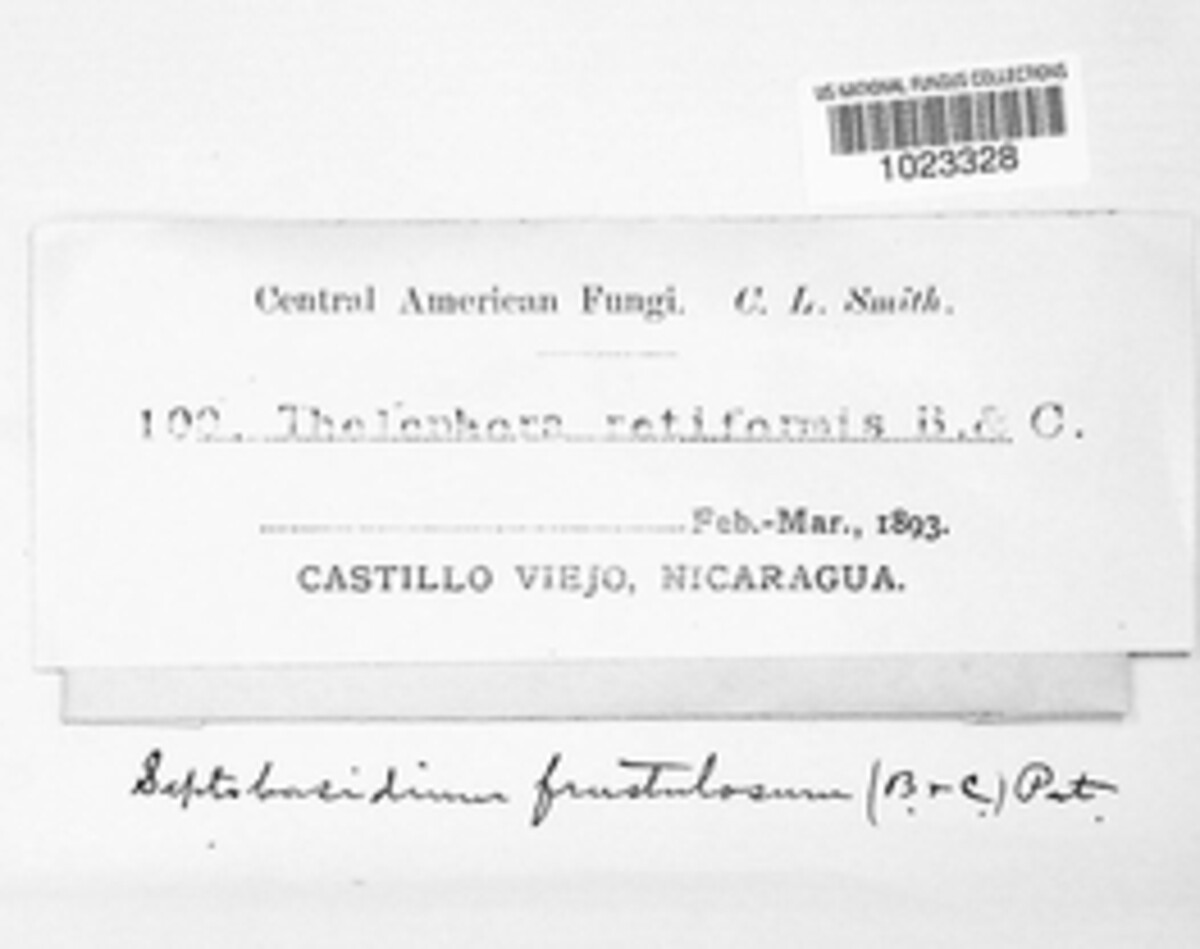 US NATIONAL FUNGUS COLLECTIONS
1023328
Central American Fungi. C. L. Smith.
Thelephora retiformis B.& C.
Feb.-Mar., 1893.
CASTILLO VIEJO, NICARAGUA.
Septobasidium frustulosum (B. & C.) Pat.